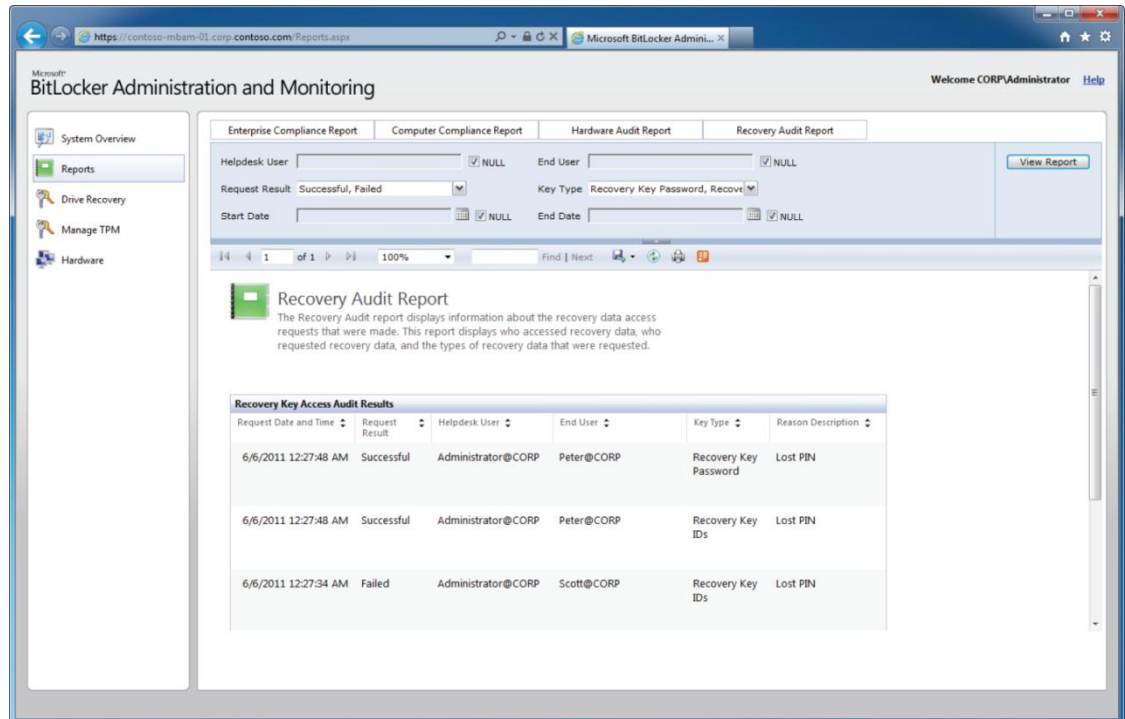 https://contoso-mbam-01.corp.contoso.com/Reports.aspx
Microsoft BitLocker Admini...
Microsoft
BitLocker Administration and Monitoring
Welcome CORP\Administrator Help
System Overview
Reports
Drive Recovery
Manage TPM
Hardware
Enterprise Compliance Report Computer Compliance Report Hardware Audit Report Recovery Audit Report
Helpdesk User NULL End User NULL View Report
Request Result Successful, Failed Key Type Recovery Key Password, Recove
Start Date NULL End Date NULL
1 of 1 100% Find | Next
Recovery Audit Report
The Recovery Audit report displays information about the recovery data access
requests that were made. This report displays who accessed recovery data, who
requested recovery data, and the types of recovery data that were requested.
Recovery Key Access Audit Results
Request Date and Time Request Result Helpdesk User End User Key Type Reason Description
6/6/2011 12:27:48 AM Successful Administrator@CORP Peter@CORP Recovery Key Password Lost PIN
6/6/2011 12:27:48 AM Successful Administrator@CORP Peter@CORP Recovery Key IDs Lost PIN
6/6/2011 12:27:34 AM Failed Administrator@CORP Scott@CORP Recovery Key IDs Lost PIN